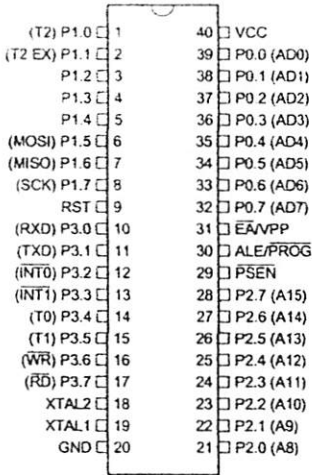 (T2) P1.0 1 40 VCC
(T2 EX) P1.1 2 39 P0.0 (AD0)
P1.2 3 38 P0.1 (AD1)
P1.3 4 37 P0.2 (AD2)
P1.4 5 36 P0.3 (AD3)
(MOSI) P1.5 6 35 P0.4 (AD4)
(MISO) P1.6 7 34 P0.5 (AD5)
(SCK) P1.7 8 33 P0.6 (AD6)
RST 9 32 P0.7 (AD7)
(RXD) P3.0 10 31 E̅A̅/VPP
(TXD) P3.1 11 30 ALE/P̅R̅O̅G̅
(I̅N̅T̅0̅) P3.2 12 29 P̅S̅E̅N̅
(I̅N̅T̅1̅) P3.3 13 28 P2.7 (A15)
(T0) P3.4 14 27 P2.6 (A14)
(T1) P3.5 15 26 P2.5 (A13)
(W̅R̅) P3.6 16 25 P2.4 (A12)
(R̅D̅) P3.7 17 24 P2.3 (A11)
XTAL2 18 23 P2.2 (A10)
XTAL1 19 22 P2.1 (A9)
GND 20 21 P2.0 (A8)